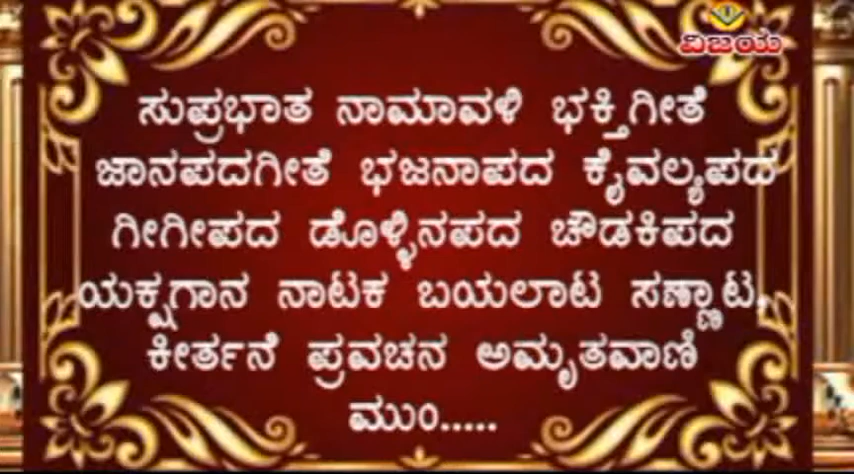 ವಿಜಯ
ಸುಪ್ರಭಾತ ನಾಮಾವಳಿ ಭಕ್ತಿಗೀತೆ
ಜಾನಪದಗೀತೆ ಭಜನಾಪದ ಕೈವಲ್ಯಪದ
ಗೀಗೀಪದ ಡೊಳ್ಳಿನಪದ ಚೌಡಕಿಪದ
ಯಕ್ಷಗಾನ ನಾಟಕ ಬಯಲಾಟ ಸಣ್ಣಾಟ,
ಕೀರ್ತನೆ ಪ್ರವಚನ ಅಮೃತವಾಣಿ
ಮುಂ.....